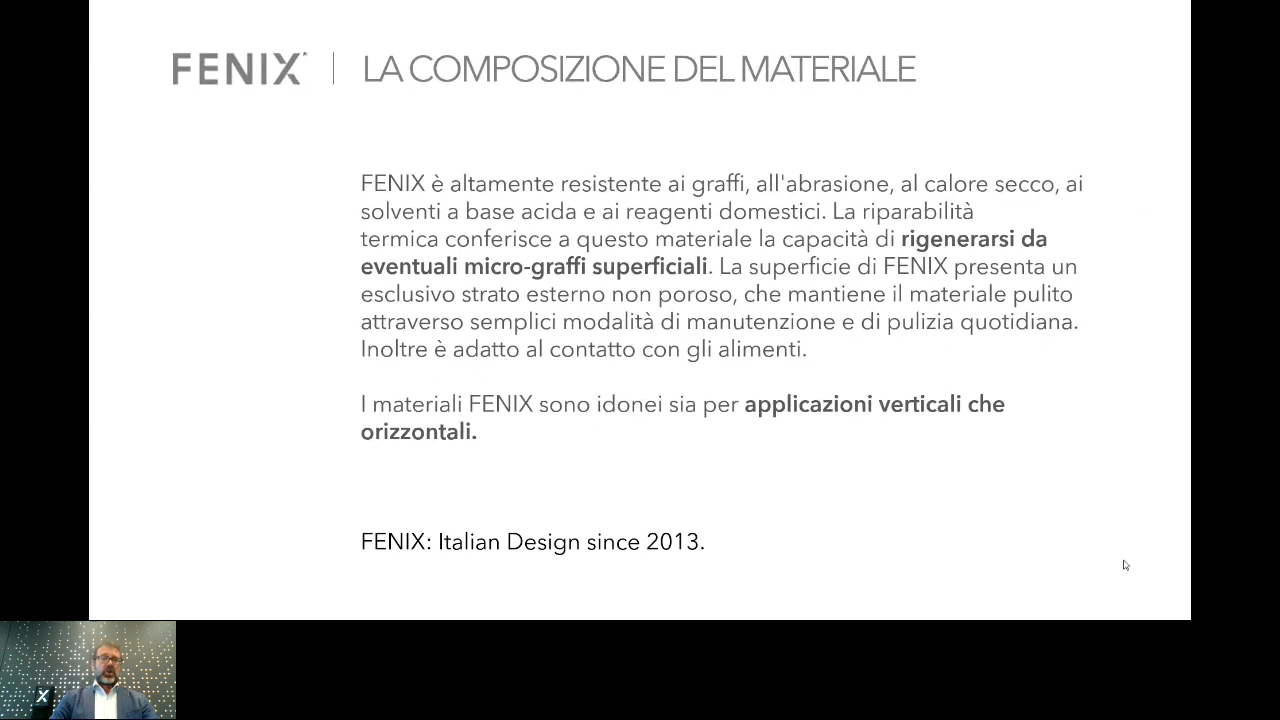 FENIX
LA COMPOSIZIONE DEL MATERIALE
FENIX è altamente resistente ai graffi, all'abrasione, al calore secco, ai
solventi a base acida e ai reagenti domestici. La riparabilità
termica conferisce a questo materiale la capacità di rigenerarsi da
eventuali micro-graffi superficiali. La superficie di FENIX presenta un
esclusivo strato esterno non poroso, che mantiene il materiale pulito
attraverso semplici modalità di manutenzione e di pulizia quotidiana.
Inoltre è adatto al contatto con gli alimenti.
I materiali FENIX sono idonei sia per applicazioni verticali che
orizzontali.
FENIX: Italian Design since 2013.
X